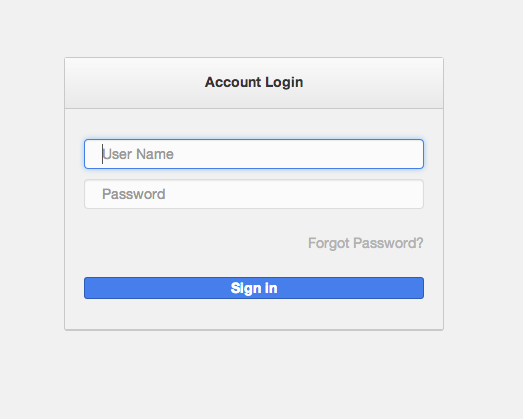 Account Login
User Name
Password
Forgot Password?
Sign in